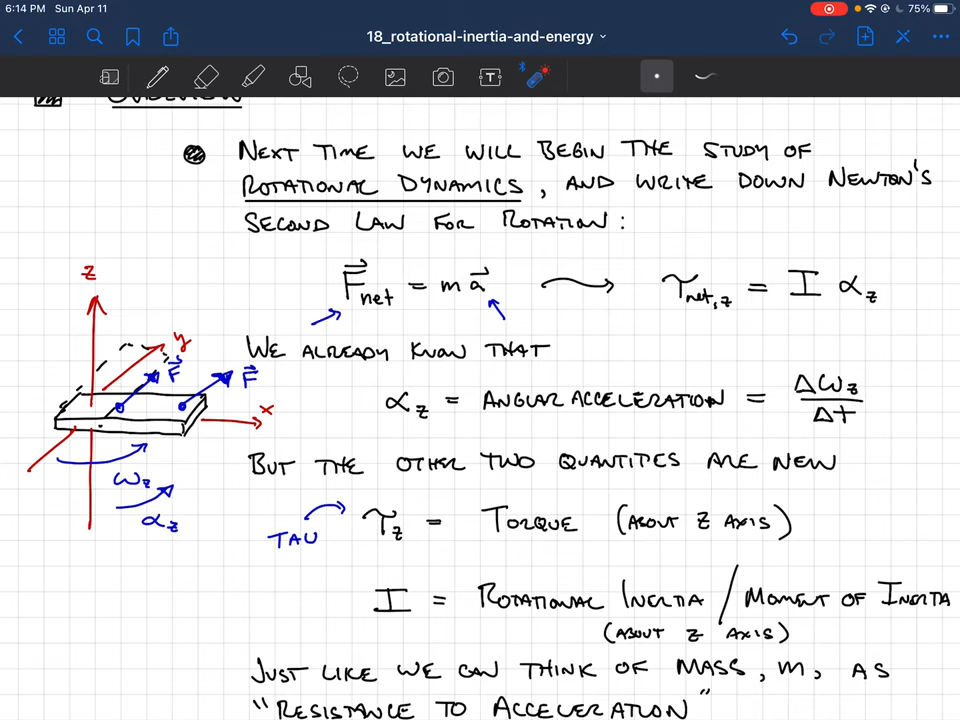 6:14 PM Sun Apr 11
75%
18_rotational-inertia-and-energy
T
OVERVIEW
NEXT TIME WE WILL BEGIN THE STUDY OF
ROTATIONAL DYNAMICS, AND WRITE DOWN NEWTON'S
SECOND LAW FOR ROTATION:
F⃗net = m a⃗ → τnet,z = I αz
WE ALREADY KNOW THAT
αz = ANGULAR ACCELERATION = Δωz / Δt
BUT THE OTHER TWO QUANTITIES ARE NEW
TAU
τz = TORQUE (ABOUT Z AXIS)
I = ROTATIONAL INERTIA / MOMENT OF INERTIA
(ABOUT Z AXIS)
JUST LIKE WE CAN THINK OF MASS, M, AS
"RESISTANCE TO ACCELERATION"
z
y
F⃗
F⃗
x
ωz
αz